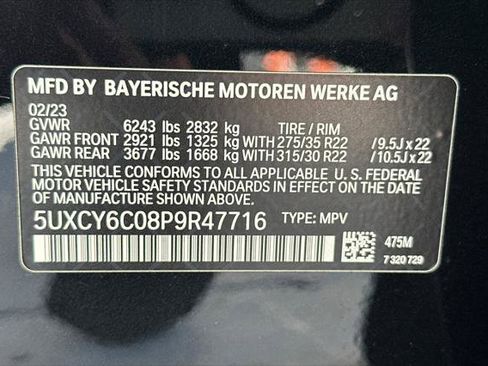 MFD BY BAYERISCHE MOTOREN WERKE AG
02/23
GVWR 6243 lbs 2832 kg TIRE / RIM
GAWR FRONT 2921 lbs 1325 kg WITH 275/35 R22 /9.5J x 22
GAWR REAR 3677 lbs 1668 kg WITH 315/30 R22 /10.5J x 22
THIS VEHICLE CONFORMS TO ALL APPLICABLE U. S. FEDERAL
MOTOR VEHICLE SAFETY STANDARDS IN EFFECT ON THE
DATE OF MANUFACTURE SHOWN ABOVE.
5UXCY6C08P9R47716 TYPE: MPV
475M
7 320 729